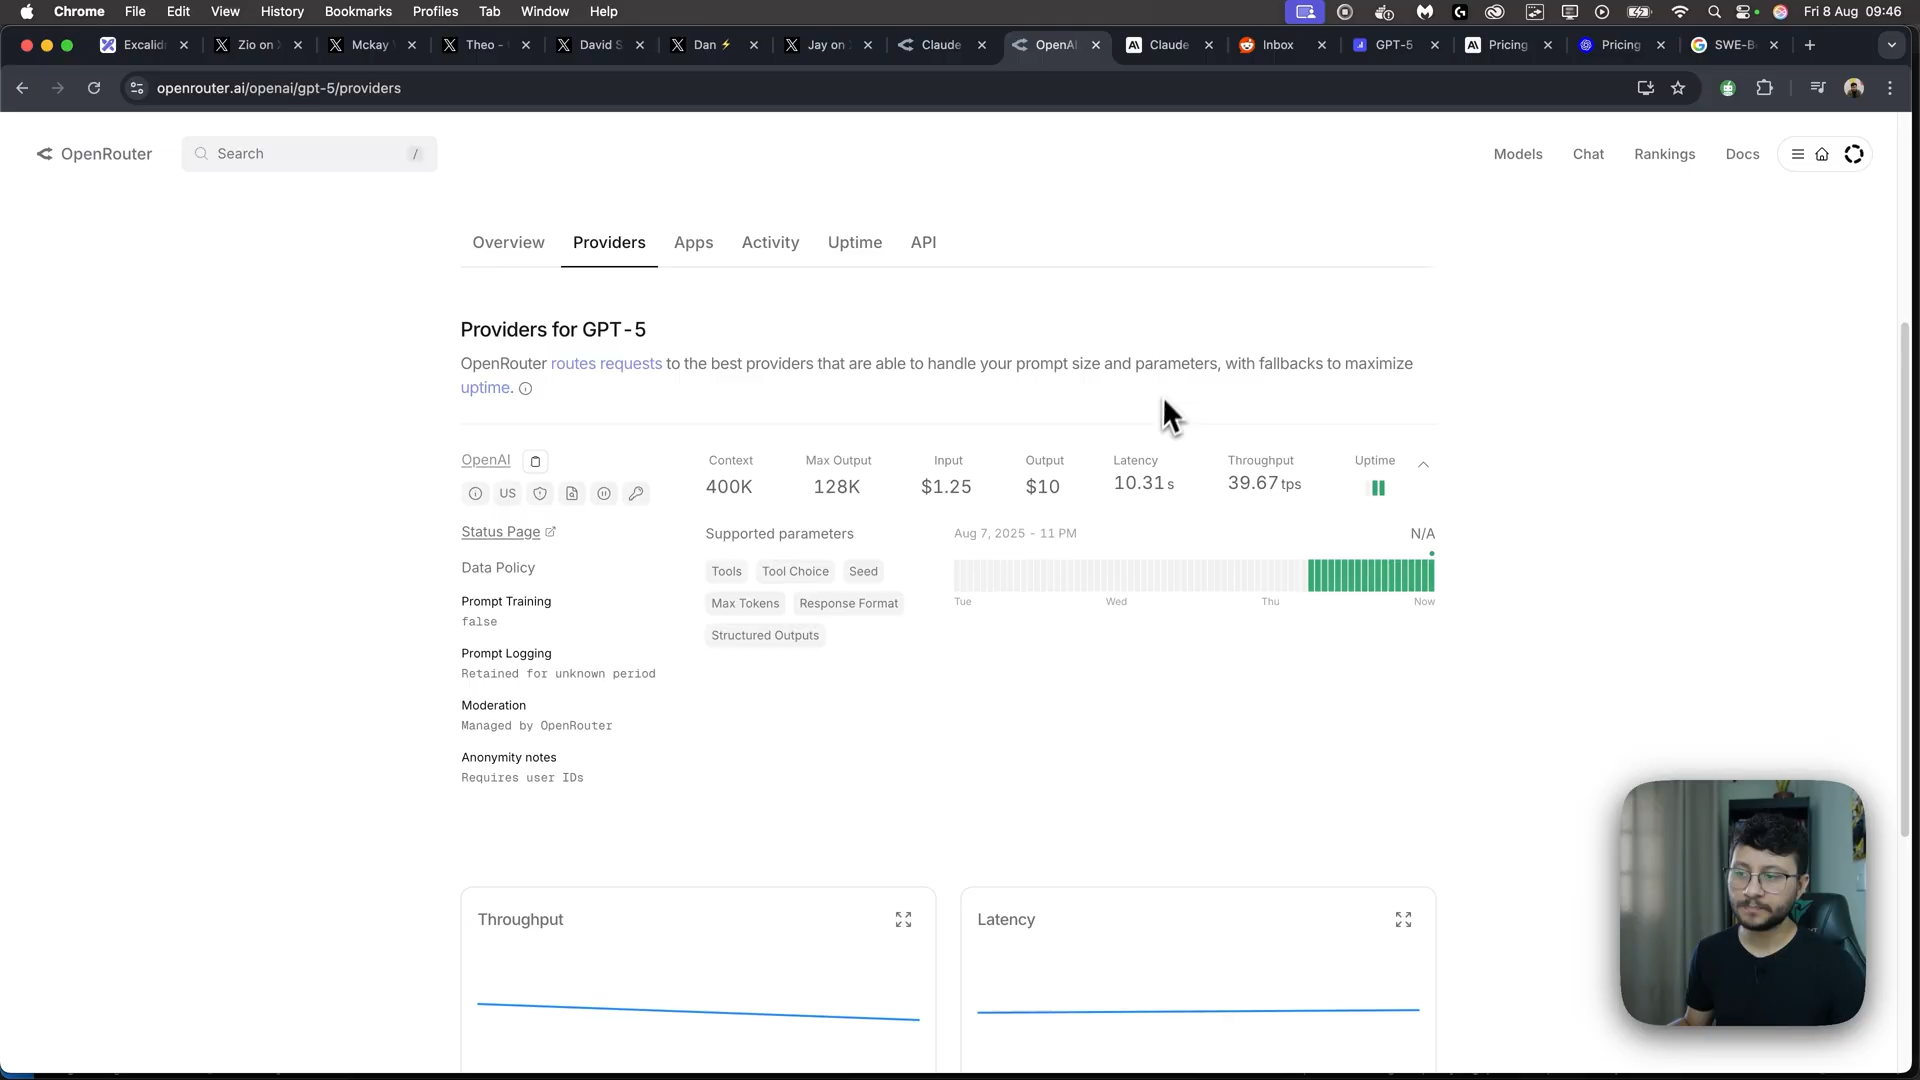 Chrome File Edit View History Bookmarks Profiles Tab Window Help Fri 8 Aug 09:46
Excalid Zio on Mckay Theo - David S Dan ⚡ Jay on Claude OpenAI Claude Inbox GPT-5 Pricing Pricing SWE-B
openrouter.ai/openai/gpt-5/providers
OpenRouter Search / Models Chat Rankings Docs
Overview Providers Apps Activity Uptime API
Providers for GPT-5
OpenRouter routes requests to the best providers that are able to handle your prompt size and parameters, with fallbacks to maximize
uptime.
OpenAI Context Max Output Input Output Latency Throughput Uptime
US 400K 128K $1.25 $10 10.31s 39.67tps
Status Page Supported parameters Aug 7, 2025 - 11 PM N/A
Data Policy Tools Tool Choice Seed
Prompt Training Max Tokens Response Format Tue Wed Thu Now
false
Structured Outputs
Prompt Logging
Retained for unknown period
Moderation
Managed by OpenRouter
Anonymity notes
Requires user IDs
Throughput Latency